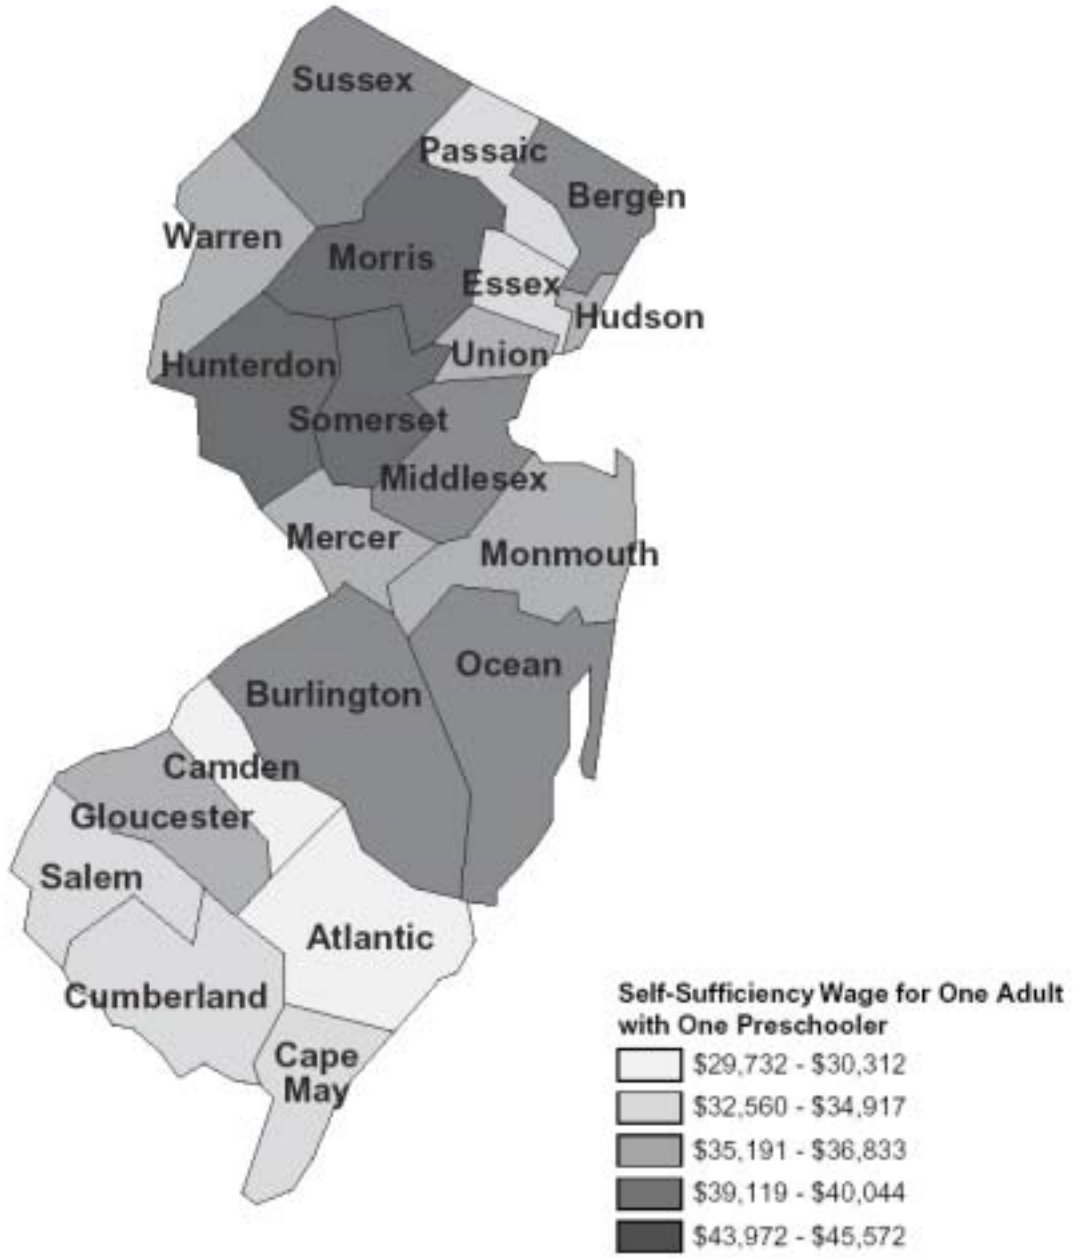 Sussex
Passaic
Bergen
Warren
Morris
Essex
Hudson
Union
Hunterdon
Somerset
Middlesex
Mercer
Monmouth
Ocean
Burlington
Camden
Gloucester
Salem
Atlantic
Cumberland
Cape
May
Self-Sufficiency Wage for One Adult
with One Preschooler
$29,732 - $30,312
$32,560 - $34,917
$35,191 - $36,833
$39,119 - $40,044
$43,972 - $45,572